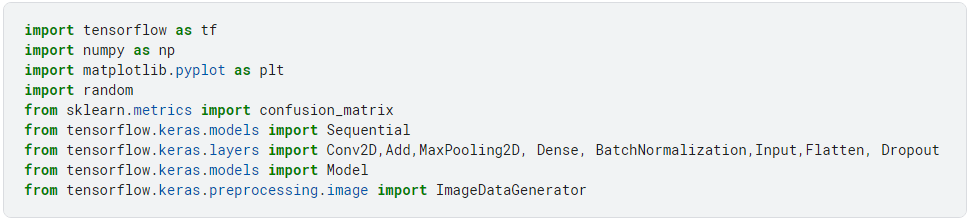 import tensorflow as tf
import numpy as np
import matplotlib.pyplot as plt
import random
from sklearn.metrics import confusion_matrix
from tensorflow.keras.models import Sequential
from tensorflow.keras.layers import Conv2D,Add,MaxPooling2D, Dense, BatchNormalization,Input,Flatten, Dropout
from tensorflow.keras.models import Model
from tensorflow.keras.preprocessing.image import ImageDataGenerator